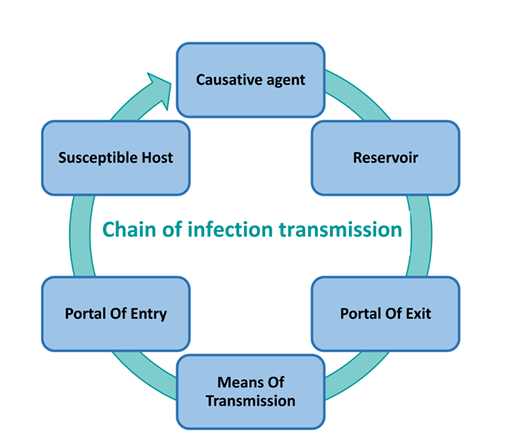 Causative agent
Susceptible Host
Reservoir
Chain of infection transmission
Portal Of Entry
Portal Of Exit
Means Of
Transmission